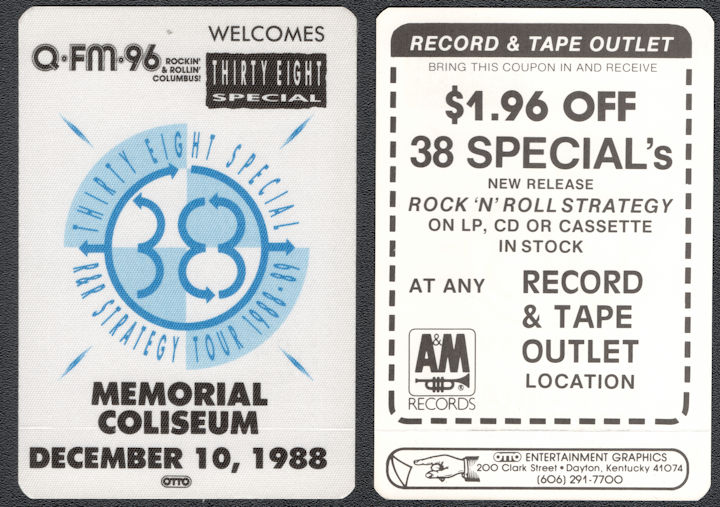 WELCOMES
Q·FM·96 ROCKIN' & ROLLIN' COLUMBUS!
THIRTY EIGHT
SPECIAL
THIRTY EIGHT SPECIAL
38
R&R STRATEGY TOUR 1988-89
MEMORIAL
COLISEUM
DECEMBER 10, 1988
OTTO
RECORD & TAPE OUTLET
BRING THIS COUPON IN AND RECEIVE
$1.96 OFF
38 SPECIAL's
NEW RELEASE
ROCK 'N' ROLL STRATEGY
ON LP, CD OR CASSETTE
IN STOCK
AT ANY RECORD
& TAPE
OUTLET
LOCATION
A&M
®
RECORDS
OTTO ENTERTAINMENT GRAPHICS
200 Clark Street • Dayton, Kentucky 41074
(606) 291-7700